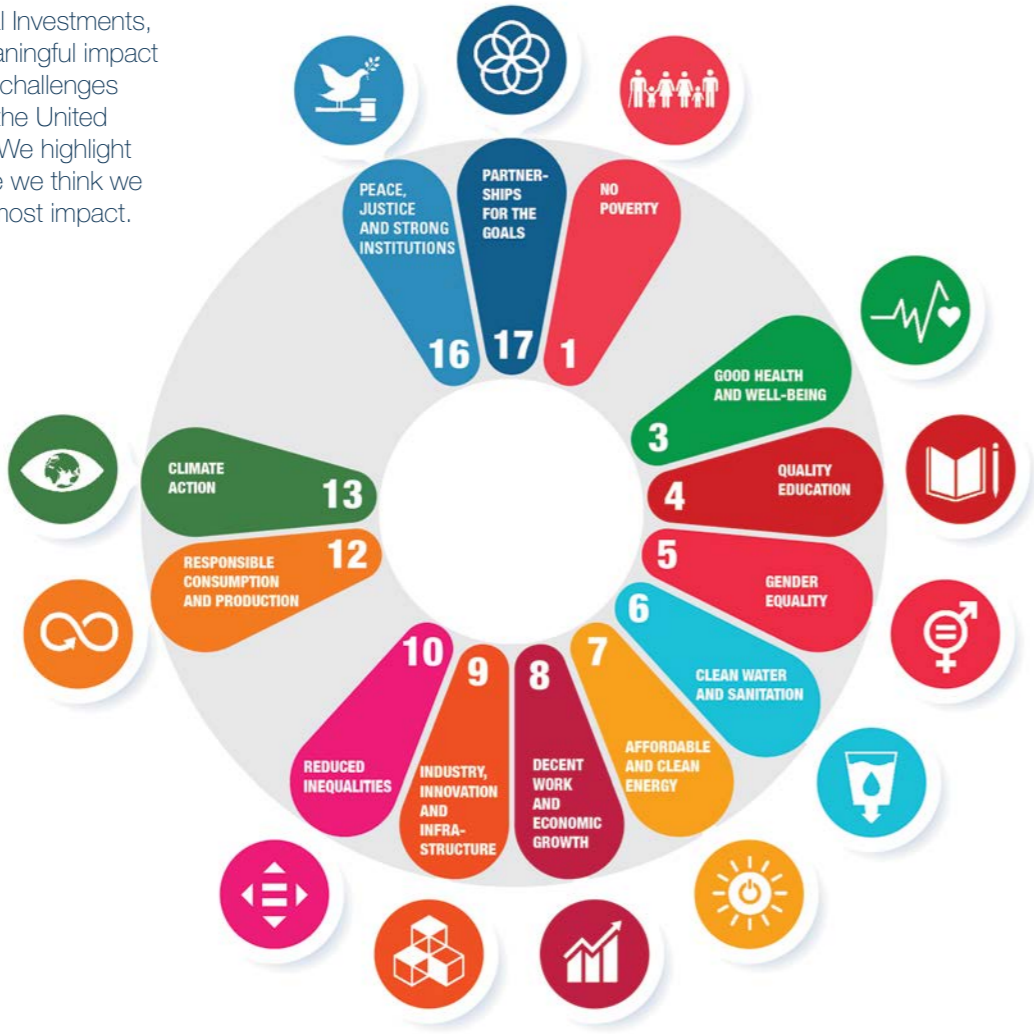 l Investments,
aningful impact
challenges
the United
We highlight
e we think we
most impact.
PEACE,
JUSTICE
AND STRONG
INSTITUTIONS
16
PARTNER-
SHIPS
FOR THE
GOALS
17
NO
POVERTY
1
GOOD HEALTH
AND WELL-BEING
3
QUALITY
EDUCATION
4
5
GENDER
EQUALITY
6
CLEAN WATER
AND SANITATION
7
AFFORDABLE
AND CLEAN
ENERGY
8
DECENT
WORK
AND
ECONOMIC
GROWTH
9
INDUSTRY,
INNOVATION
AND
INFRA-
STRUCTURE
10
REDUCED
INEQUALITIES
12
RESPONSIBLE
CONSUMPTION
AND PRODUCTION
CLIMATE
ACTION
13